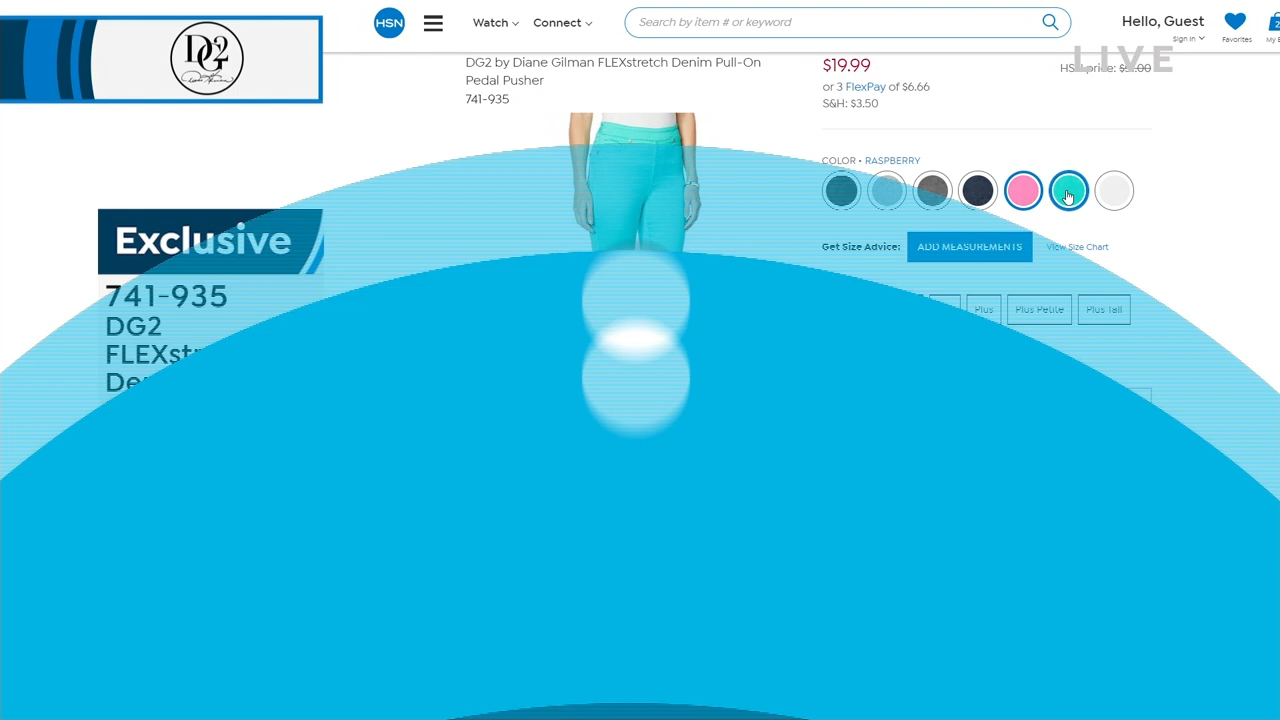 DG2
HSN
Watch
Connect
Search by item # or keyword
Hello, Guest
Sign In
Favorites
LIVE
DG2 by Diane Gilman FLEXstretch Denim Pull-On
Pedal Pusher
741-935
$19.99
or 3 FlexPay of $6.66
S&H: $3.50
COLOR • RASPBERRY
Get Size Advice:
ADD MEASUREMENTS
View Size Chart
Plus
Plus Petite
Plus Tall
Exclusive
741-935
DG2